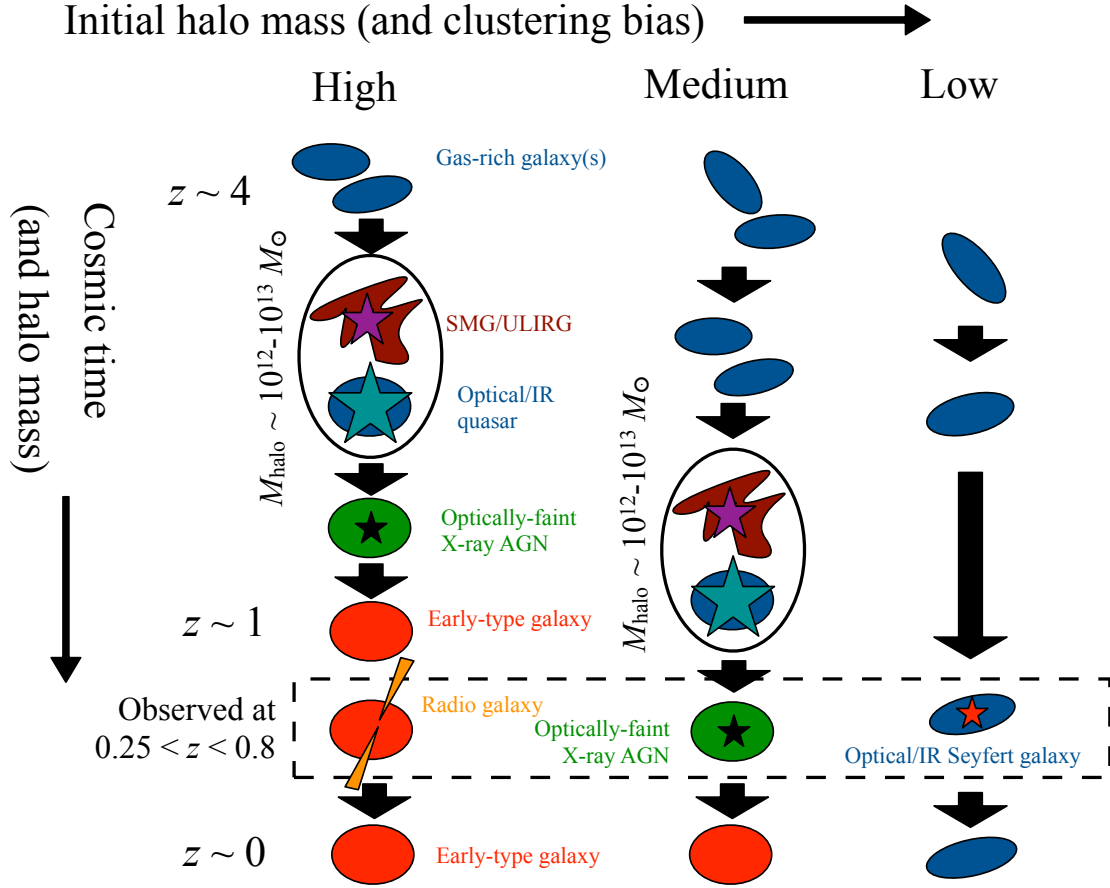 Initial halo mass (and clustering bias)
High
Medium
Low
Gas-rich galaxy(s)
z ~ 4
Cosmic time
(and halo mass)
M_halo ~ 10^12-10^13 M_⊙
SMG/ULIRG
Optical/IR
quasar
Optically-faint
X-ray AGN
M_halo ~ 10^12-10^13 M_⊙
z ~ 1
Early-type galaxy
Observed at
0.25 < z < 0.8
Radio galaxy
Optically-faint
X-ray AGN
Optical/IR Seyfert galaxy
z ~ 0
Early-type galaxy